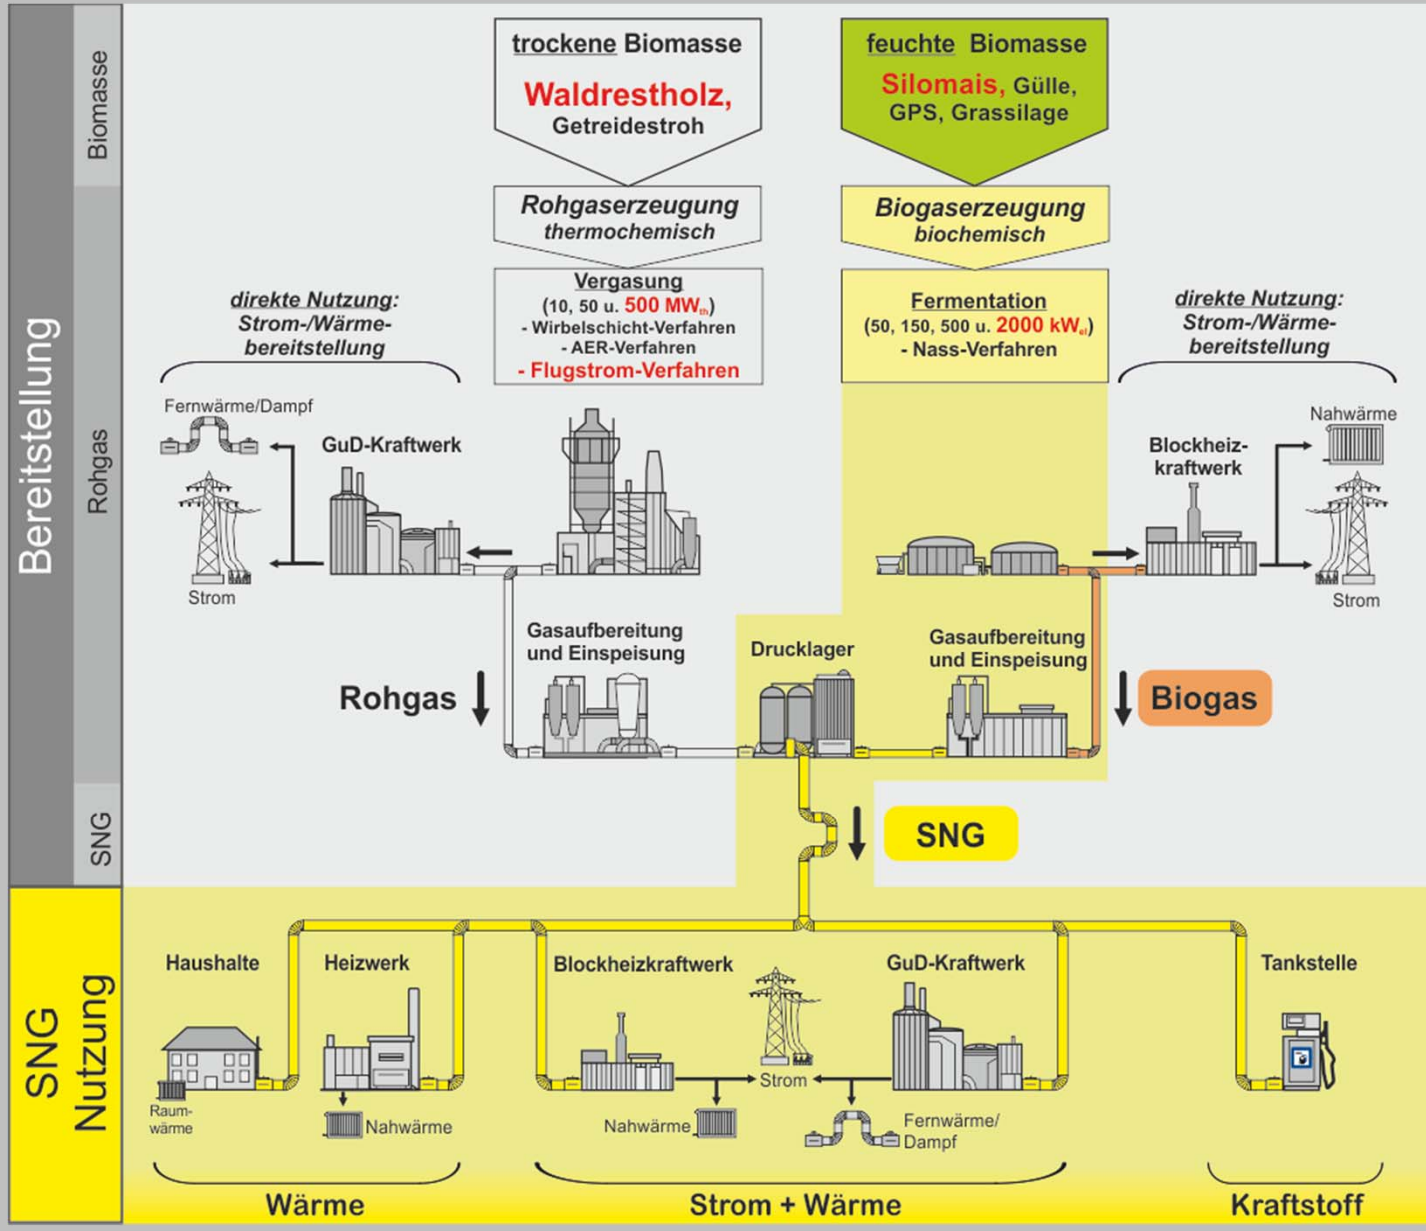 Bereitstellung
Biomasse
Rohgas
SNG
trockene Biomasse
Waldrestholz,
Getreidestroh
feuchte Biomasse
Silomais, Gülle,
GPS, Grassilage
Rohgaserzeugung
thermochemisch
Biogaserzeugung
biochemisch
Vergasung
(10, 50 u. 500 MWth)
- Wirbelschicht-Verfahren
- AER-Verfahren
- Flugstrom-Verfahren
Fermentation
(50, 150, 500 u. 2000 kWel)
- Nass-Verfahren
direkte Nutzung:
Strom-/Wärme-
bereitstellung
direkte Nutzung:
Strom-/Wärme-
bereitstellung
Fernwärme/Dampf
GuD-Kraftwerk
Strom
Blockheiz-
kraftwerk
Nahwärme
Strom
Gasaufbereitung
und Einspeisung
Drucklager
Gasaufbereitung
und Einspeisung
Rohgas
Biogas
SNG
SNG
Nutzung
Haushalte
Heizwerk
Blockheizkraftwerk
GuD-Kraftwerk
Tankstelle
Raum-
wärme
Nahwärme
Nahwärme
Strom
Fernwärme/
Dampf
Wärme
Strom + Wärme
Kraftstoff